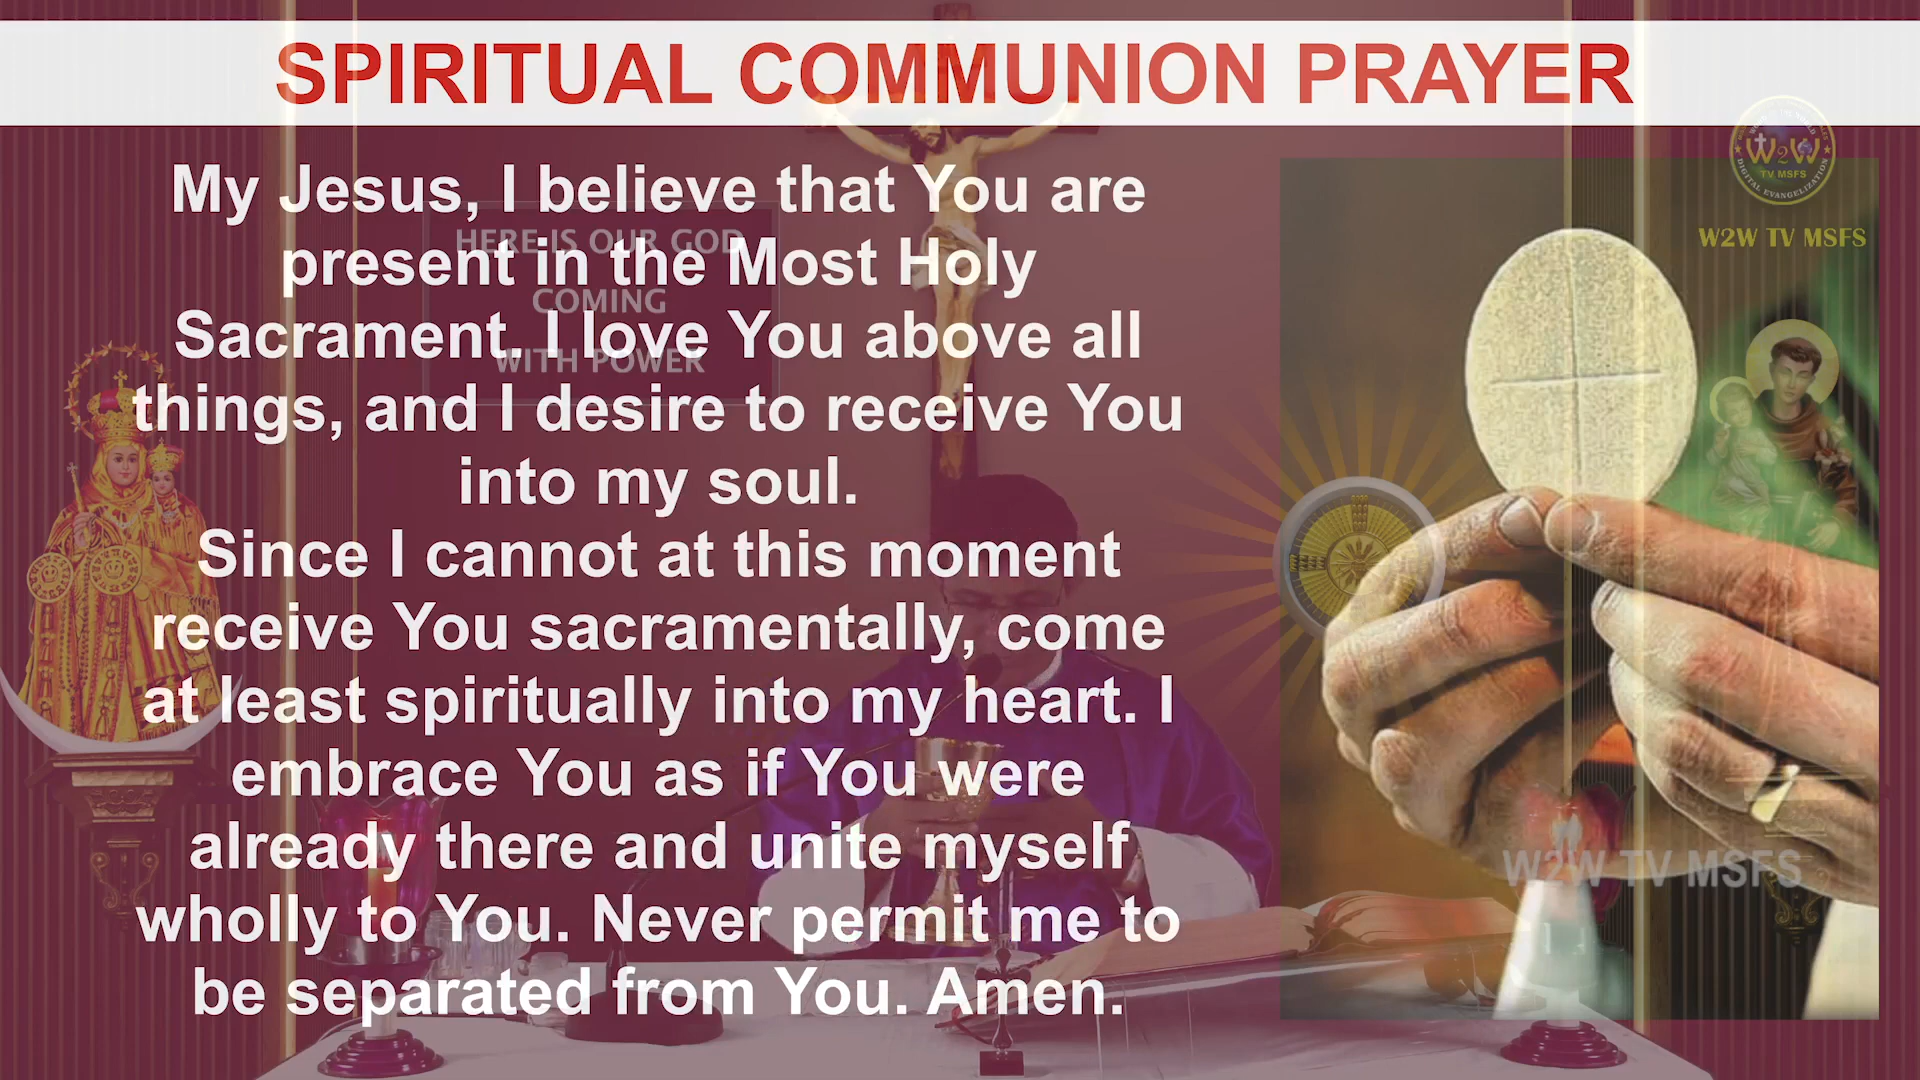 SPIRITUAL COMMUNION PRAYER
My Jesus, I believe that You are
present in the Most Holy
Sacrament. I love You above all
things, and I desire to receive You
into my soul.
Since I cannot at this moment
receive You sacramentally, come
at least spiritually into my heart. I
embrace You as if You were
already there and unite myself
wholly to You. Never permit me to
be separated from You. Amen.
HERE IS OUR GOD
COMING
WITH POWER
W2W
TV MSFS
DIGITAL EVANGELIZATION
W2W TV MSFS
W2W TV MSFS